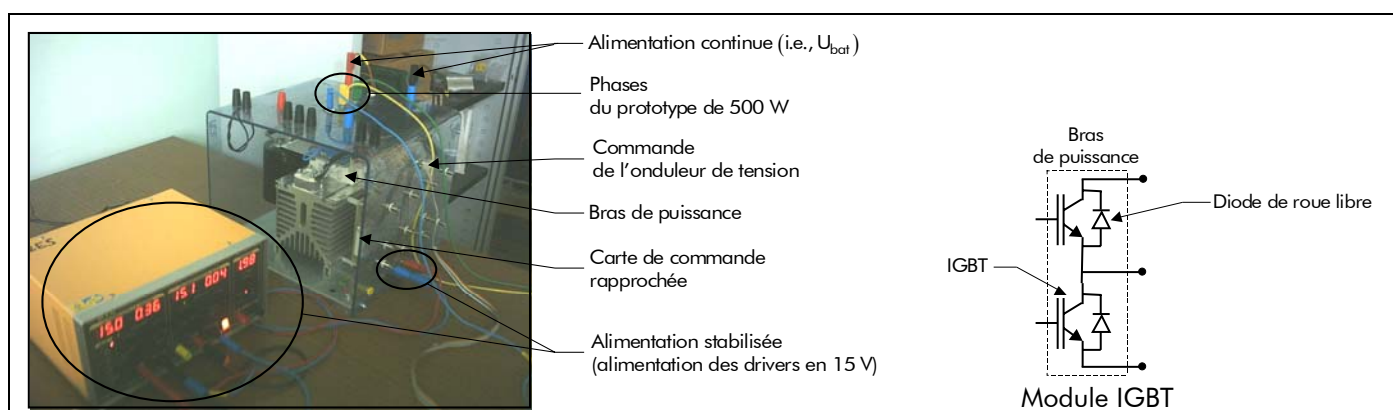 Alimentation continue (i.e., Ubat)
Phases
du prototype de 500 W
Commande
de l'onduleur de tension
Bras de puissance
Carte de commande
rapprochée
Alimentation stabilisée
(alimentation des drivers en 15 V)
15.0 0.36 15.1 0.04 1.98
Bras
de puissance
Diode de roue libre
IGBT
Module IGBT